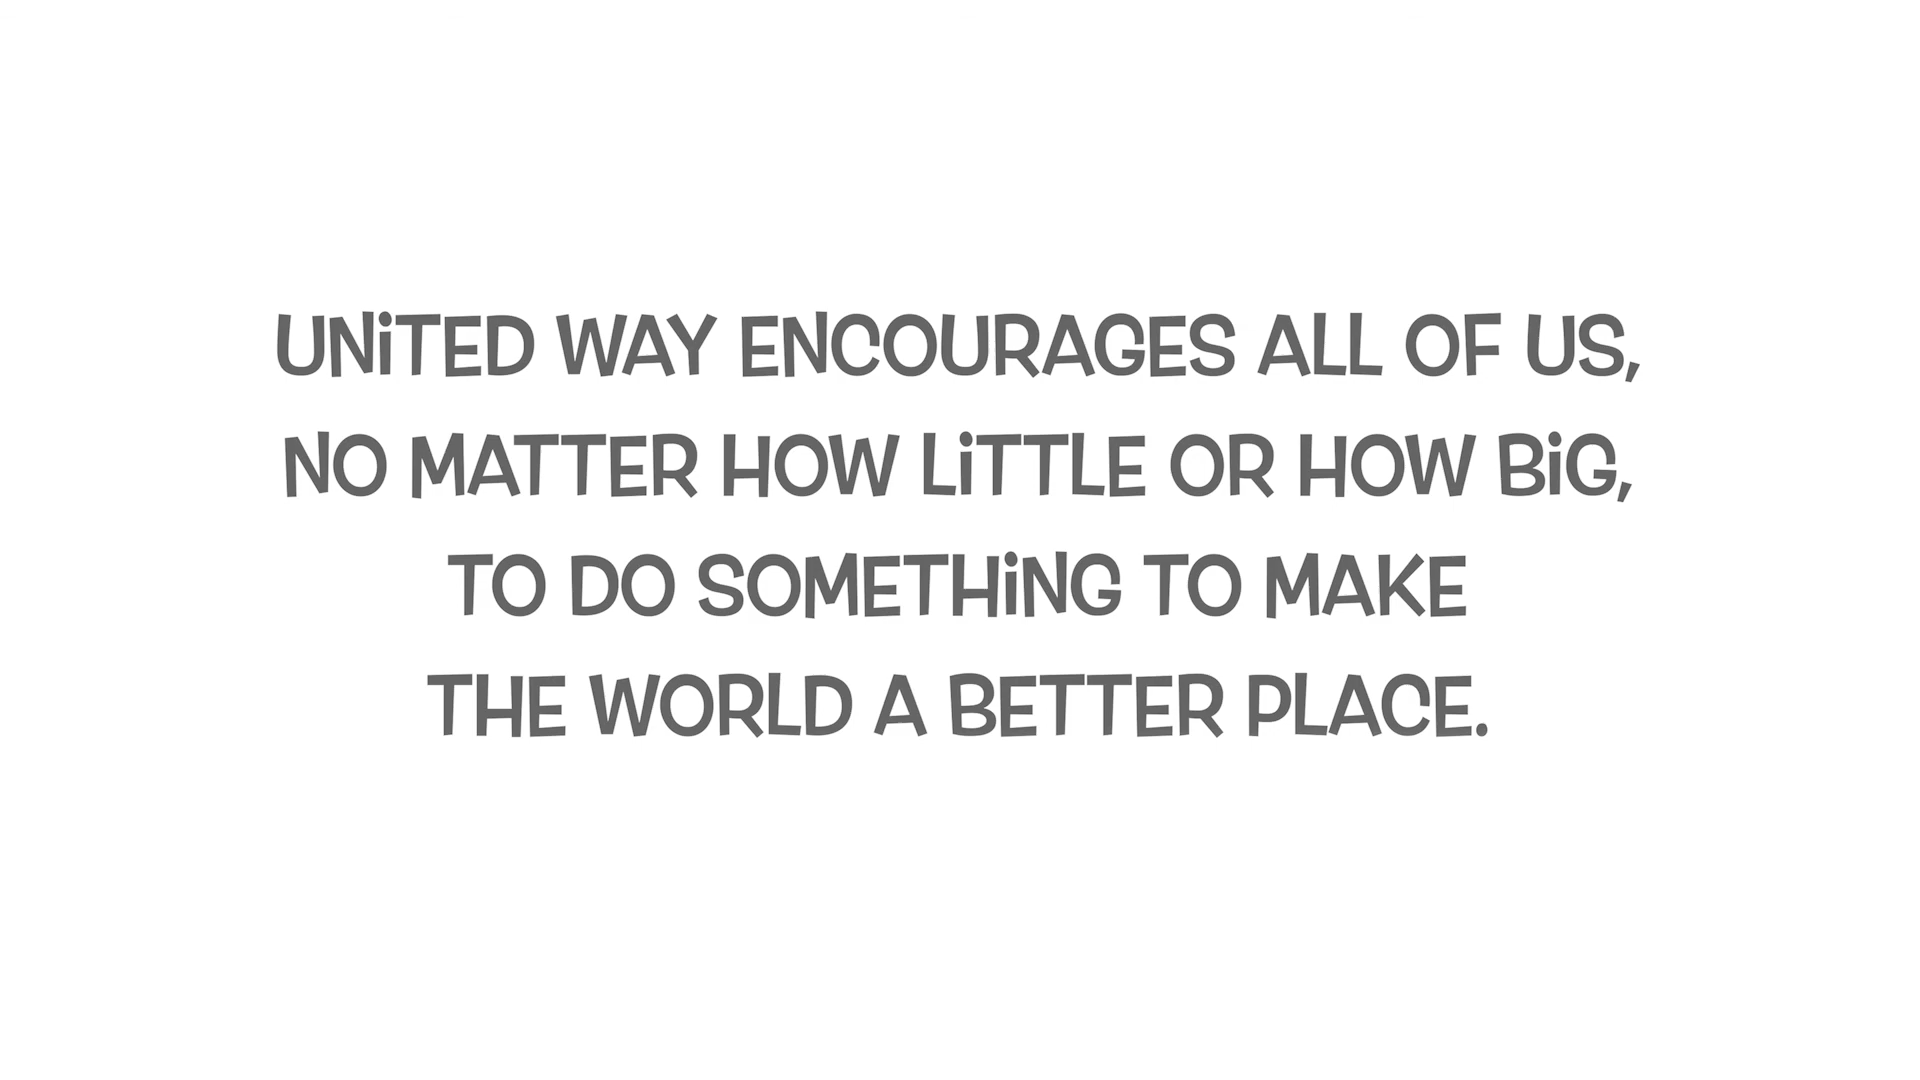 UNiTED WAY ENCOURAGES ALL OF US,
NO MATTER HOW LiTTLE OR HOW BiG,
TO DO SOMETHiNG TO MAKE
THE WORLD A BETTER PLACE.